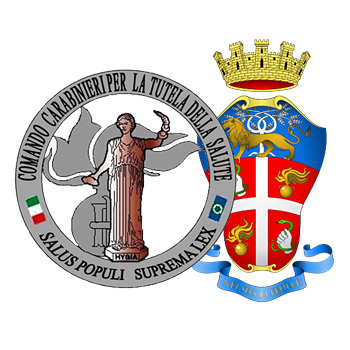 COMANDO CARABINIERI PER LA TUTELA DELLA SALUTE
HYGIA
SALUS POPULI SUPREMA LEX